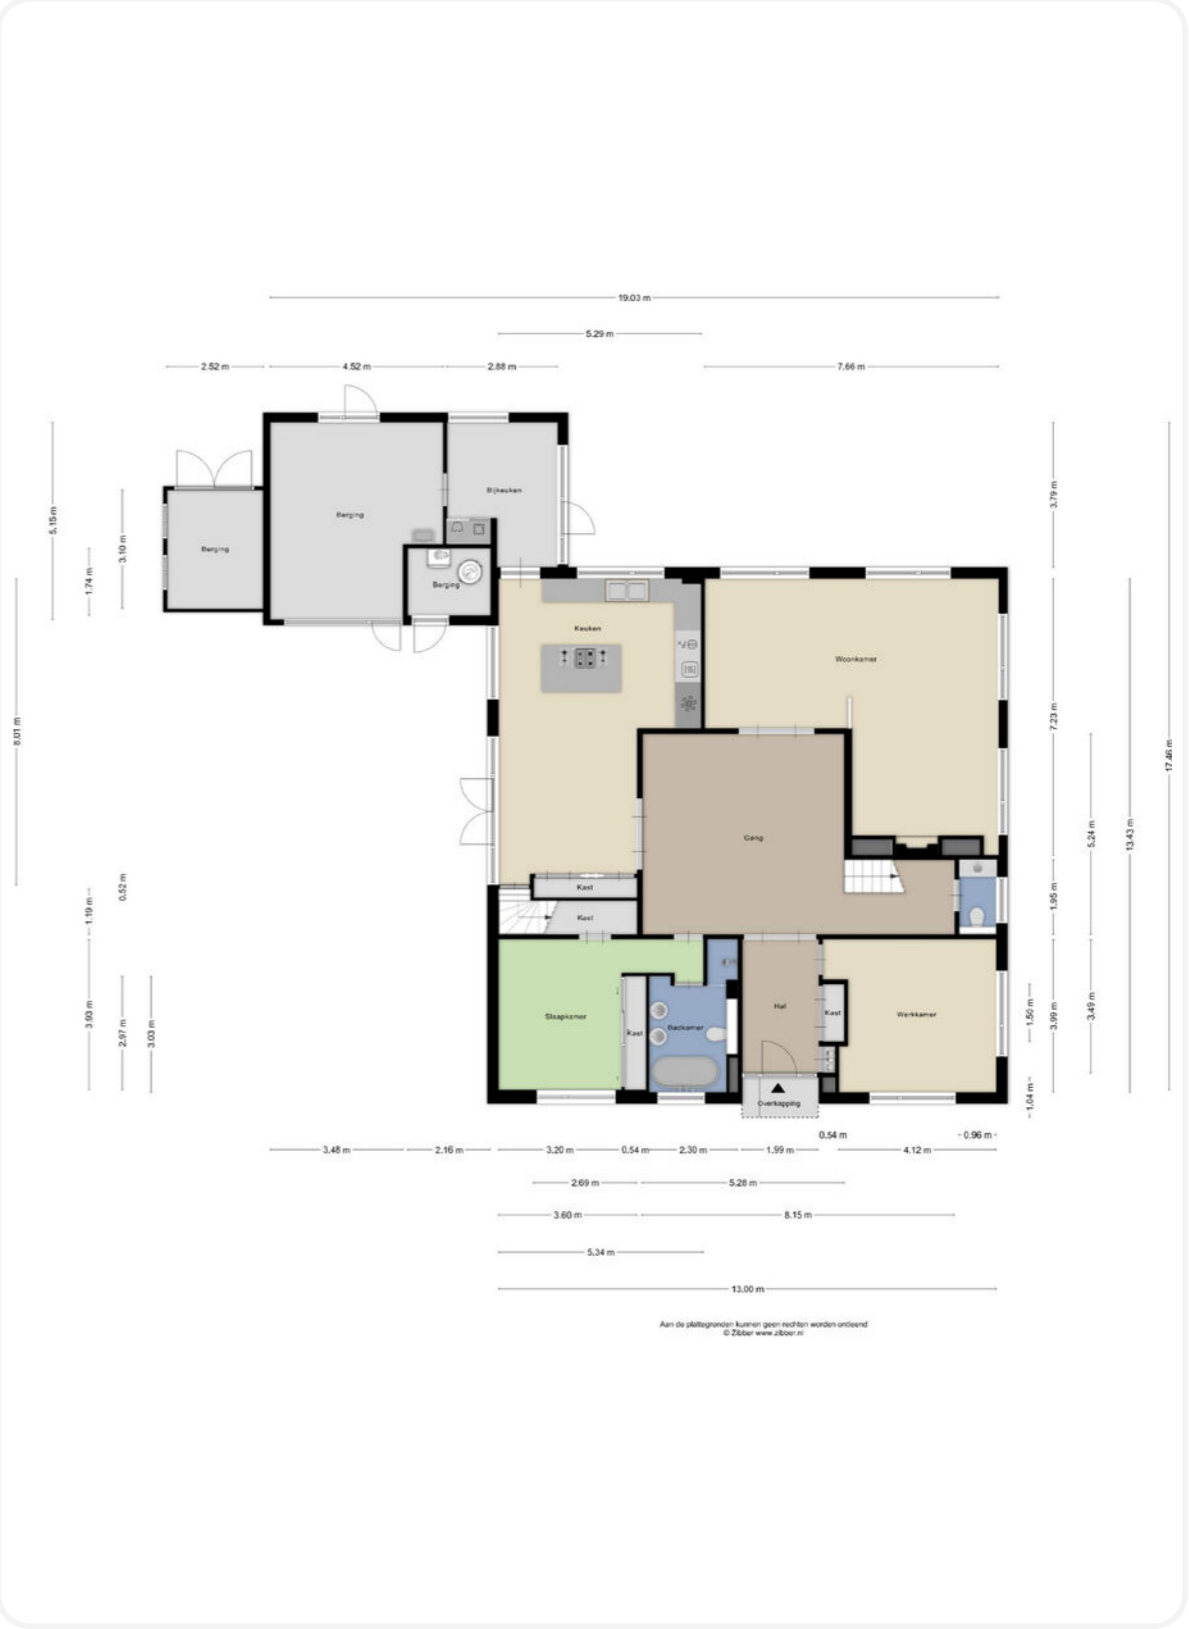 19.03 m
5.29 m
2.52 m
4.52 m
2.88 m
7.66 m
5.15 m
3.10 m
1.74 m
3.79 m
17.46 m
Berging
Bijkeuken
Berging
Berging
Keuken
Woonkamer
8.01 m
7.23 m
5.24 m
13.43 m
Gang
0.52 m
1.19 m
Kast
Kast
1.95 m
3.93 m
2.97 m
3.03 m
Slaapkamer
Kast
Badkamer
Hal
Kast
Werkkamer
1.50 m
3.99 m
3.49 m
1.04 m
Overkapping
0.54 m
0.96 m
3.48 m
2.16 m
3.20 m
0.54 m
2.30 m
1.99 m
4.12 m
2.69 m
5.28 m
3.60 m
8.15 m
5.34 m
13.00 m
Aan de plattegronden kunnen geen rechten worden ontleend
© Zibber www.zibber.nl